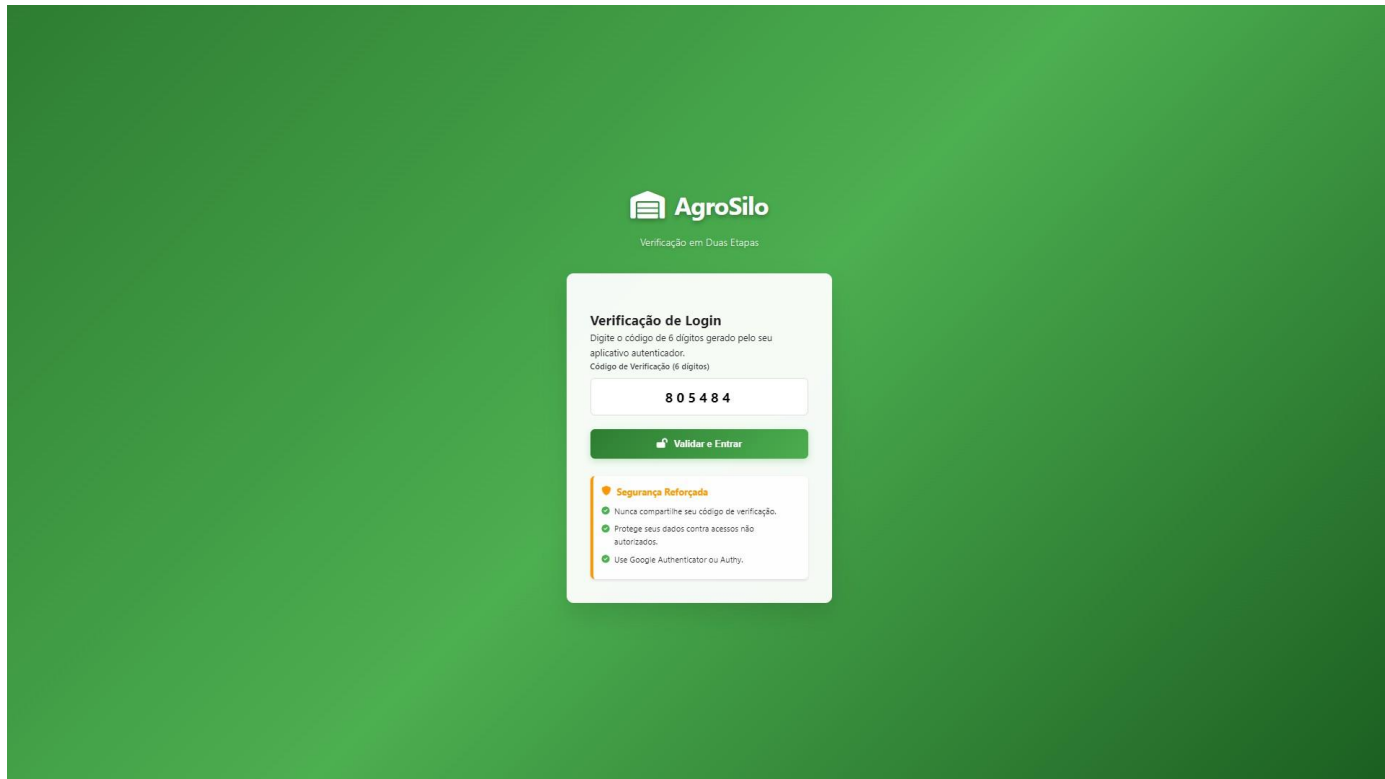 AgroSilo
Verificação em Duas Etapas
Verificação de Login
Digite o código de 6 dígitos gerado pelo seu
aplicativo autenticador.
Código de Verificação (6 dígitos)
805484
Validar e Entrar
Segurança Reforçada
Nunca compartilhe seu código de verificação.
Protege seus dados contra acessos não
autorizados.
Use Google Authenticator ou Authy.